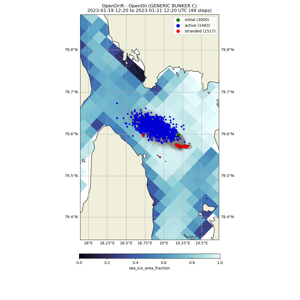 OpenDrift - OpenOil (GENERIC BUNKER C)
2023-01-19 12:20 to 2023-01-21 12:20 UTC (49 steps)
initial (3000)
active (1483)
stranded (1517)
79.8°N
79.8°N
79.7°N
79.7°N
79.6°N
79.6°N
79.5°N
79.5°N
79.4°N
79.4°N
18°E 18.25°E 18.5°E 18.75°E 19°E 19.25°E 19.5°E
0.0 0.2 0.4 0.6 0.8 1.0
sea_ice_area_fraction